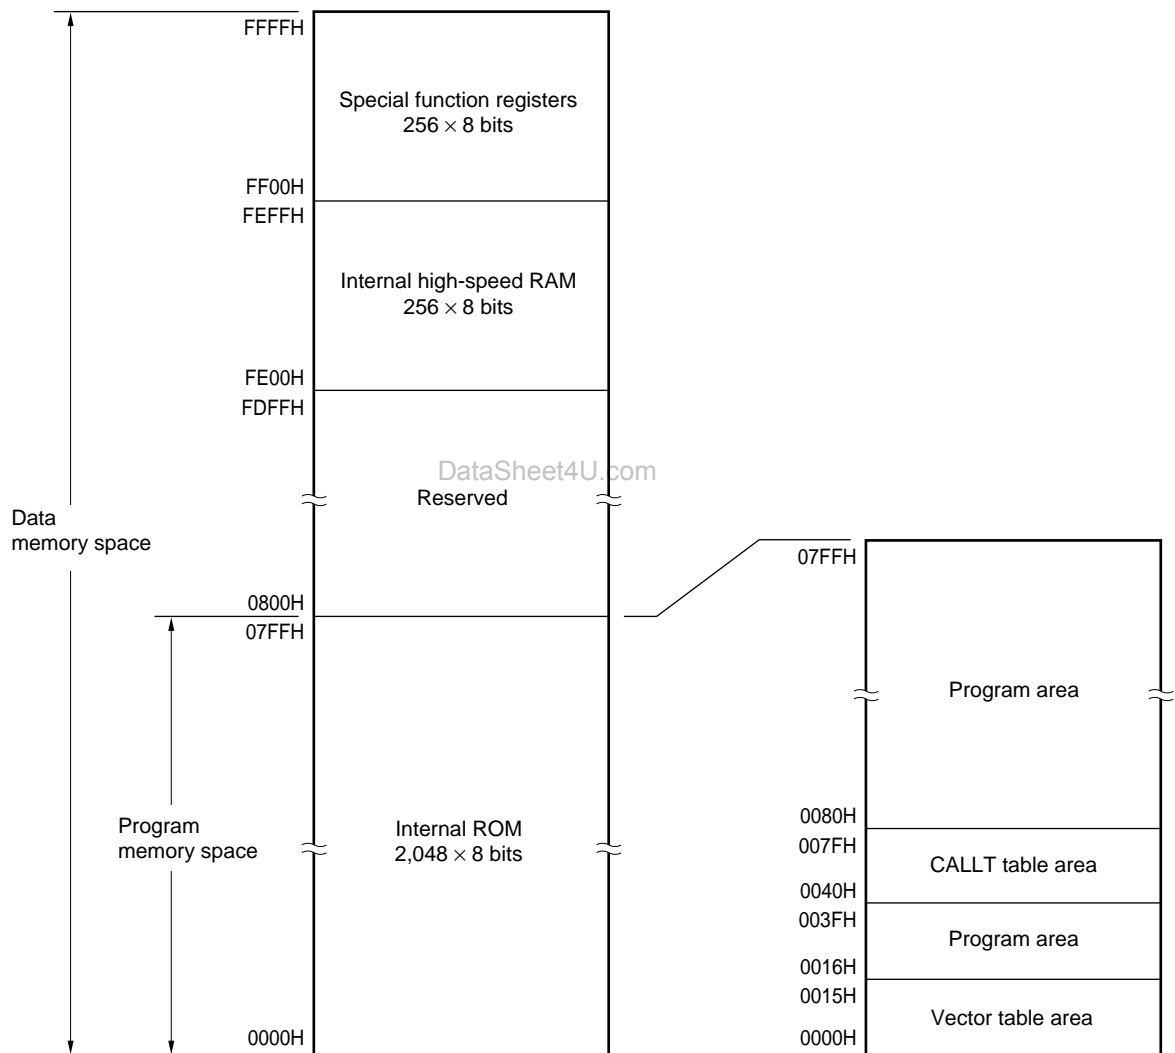 FFFFH
Special function registers
256 × 8 bits
FF00H
FEFFH
Internal high-speed RAM
256 × 8 bits
FE00H
FDFFH
DataSheet4U.com
Reserved
Data
memory space
07FFH
0800H
07FFH
Program area
Program
memory space
Internal ROM
2,048 × 8 bits
0080H
007FH
CALLT table area
0040H
003FH
Program area
0016H
0015H
Vector table area
0000H
0000H